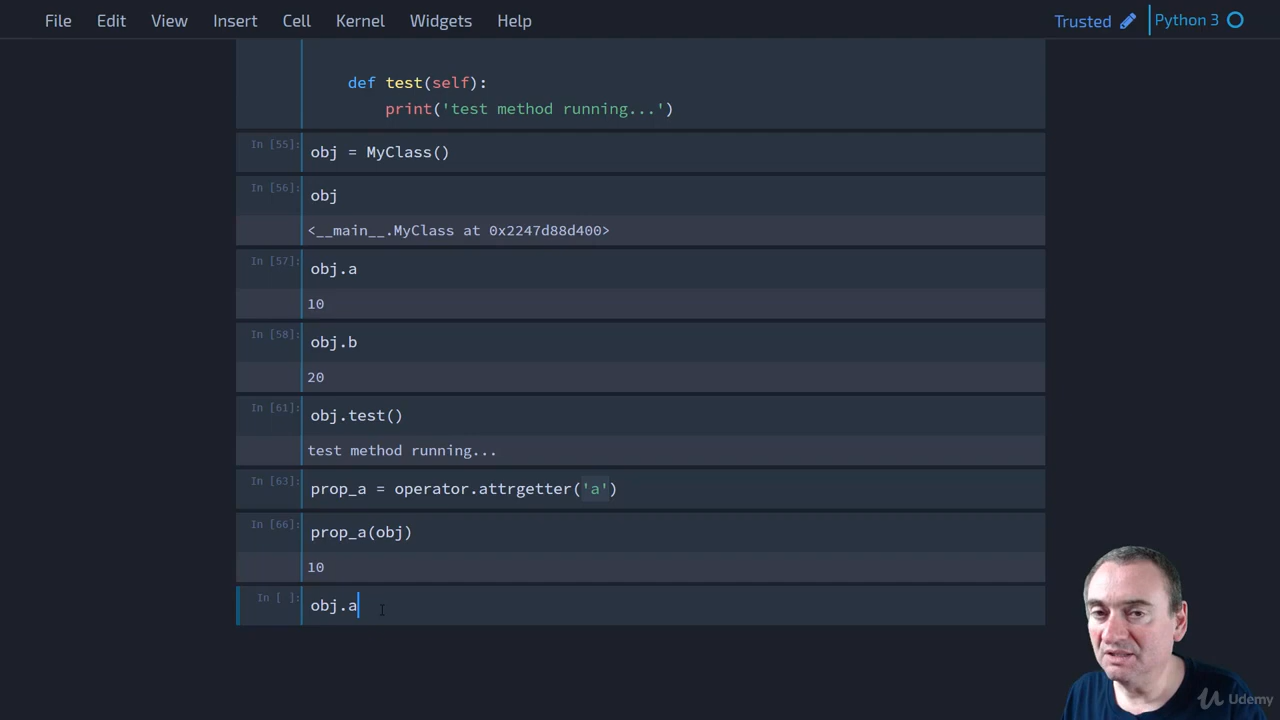 File Edit View Insert Cell Kernel Widgets Help Trusted Python 3
def test(self):
print('test method running...')
In [55]: obj = MyClass()
In [56]: obj
<__main__.MyClass at 0x2247d88d400>
In [57]: obj.a
10
In [58]: obj.b
20
In [61]: obj.test()
test method running...
In [63]: prop_a = operator.attrgetter('a')
In [66]: prop_a(obj)
10
In [ ]: obj.a
Udemy